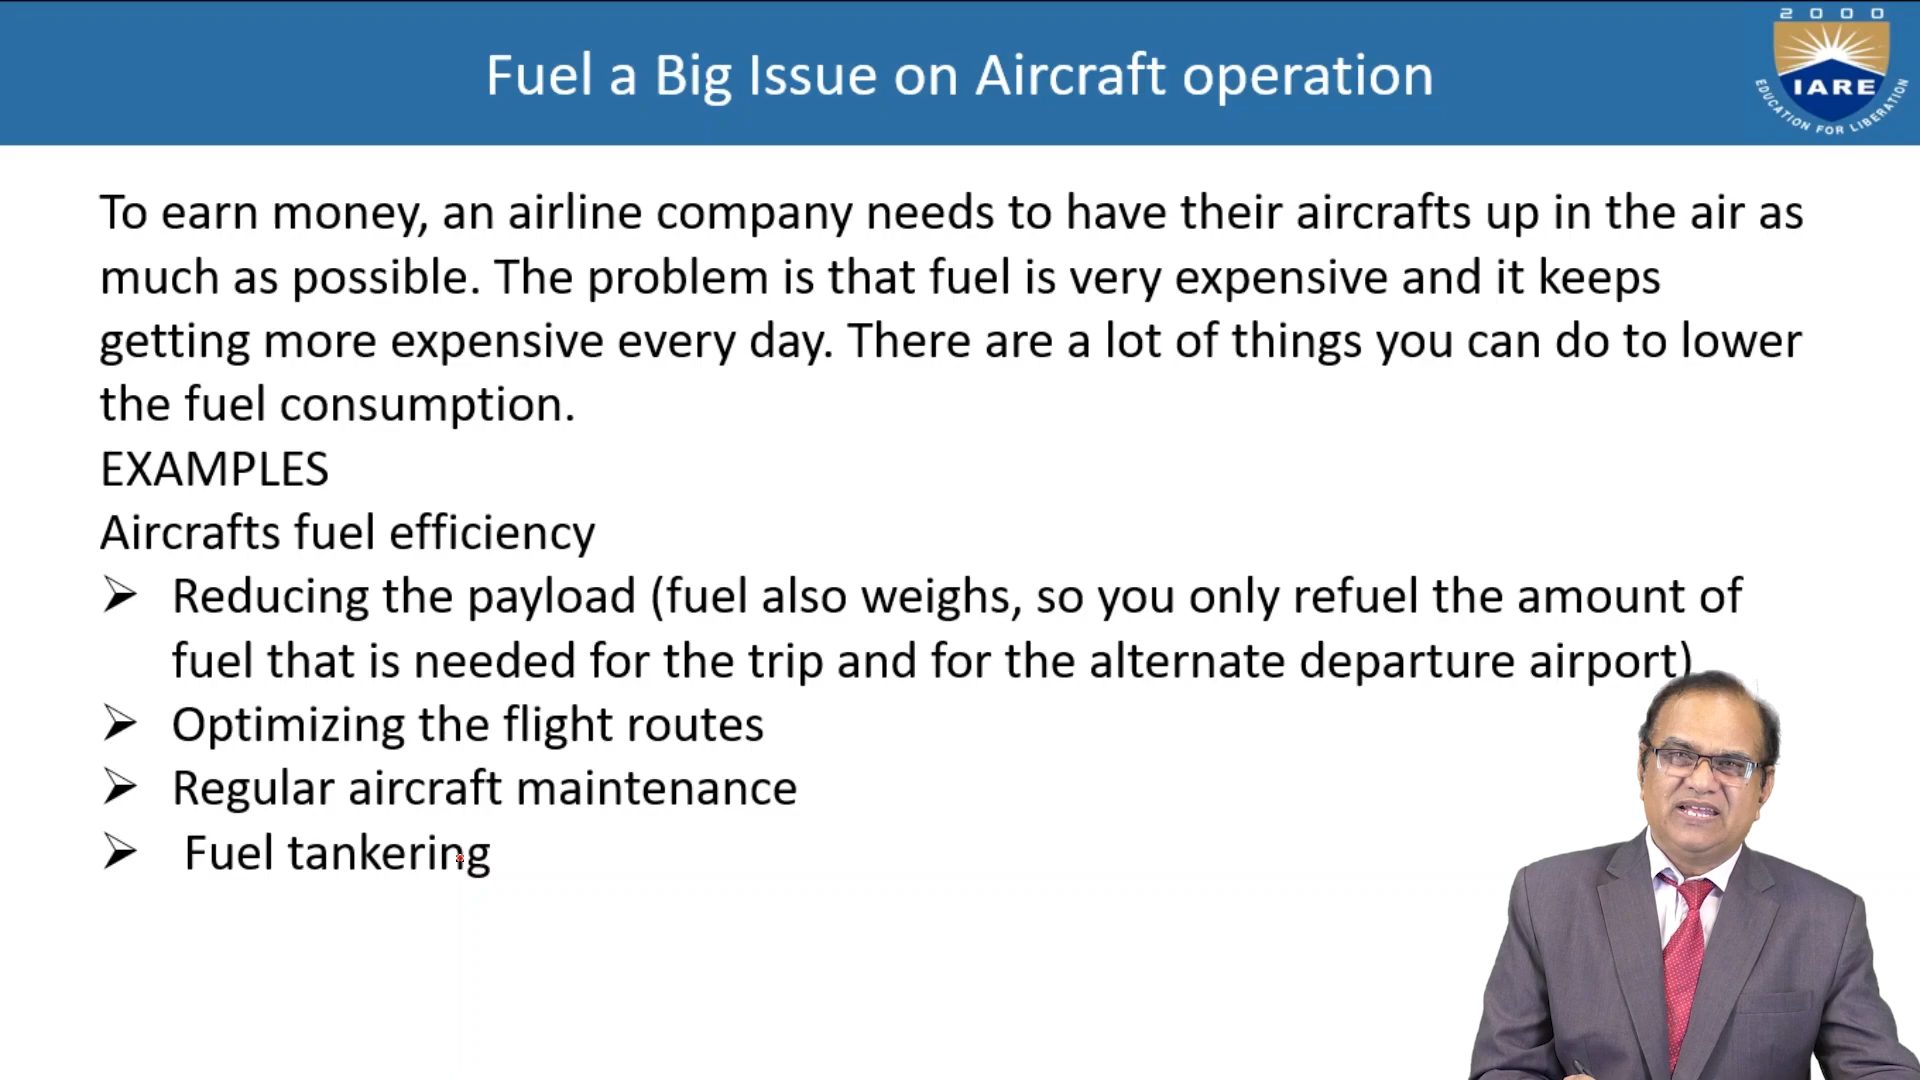 Fuel a Big Issue on Aircraft operation
2000
IARE
EDUCATION FOR LIBERATION
To earn money, an airline company needs to have their aircrafts up in the air as
much as possible. The problem is that fuel is very expensive and it keeps
getting more expensive every day. There are a lot of things you can do to lower
the fuel consumption.
EXAMPLES
Aircrafts fuel efficiency
➢ Reducing the payload (fuel also weighs, so you only refuel the amount of
fuel that is needed for the trip and for the alternate departure airport)
➢ Optimizing the flight routes
➢ Regular aircraft maintenance
➢ Fuel tankering